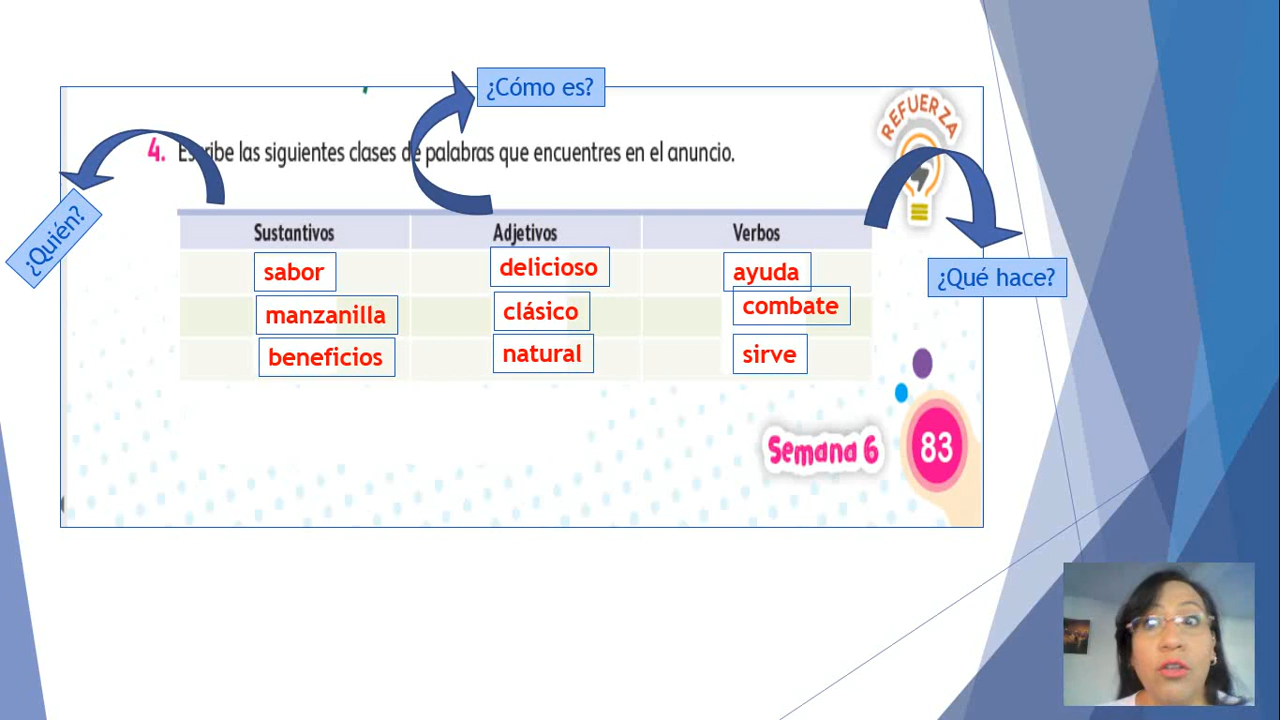 ¿Cómo es?
REFUERZA
4. Escribe las siguientes clases de palabras que encuentres en el anuncio.
¿Quién?
Sustantivos Adjetivos Verbos
¿Qué hace?
sabor delicioso ayuda
manzanilla clásico combate
beneficios natural sirve
Semana 6 83